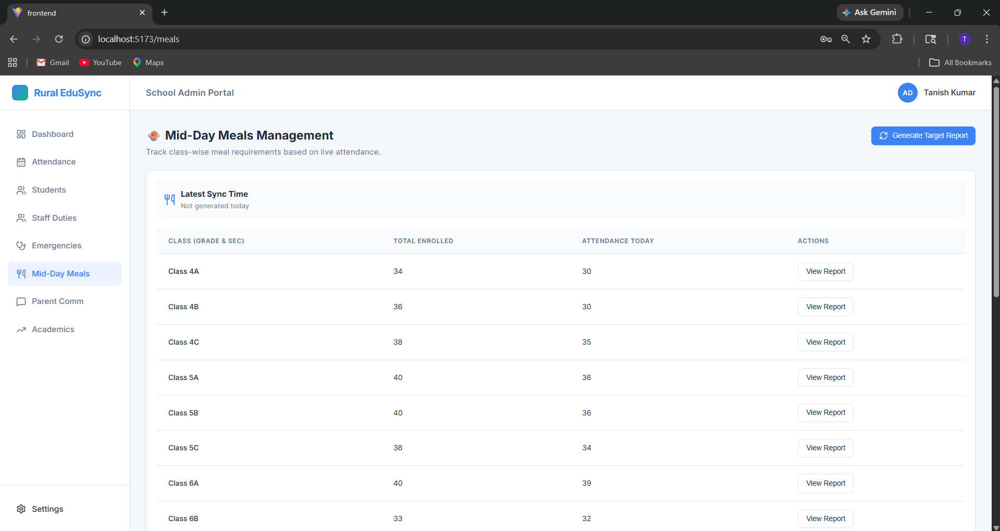 frontend
Ask Gemini
localhost:5173/meals
T
Gmail
YouTube
Maps
All Bookmarks
Rural EduSync
School Admin Portal
AD
Tanish Kumar
Dashboard
Attendance
Students
Staff Duties
Emergencies
Mid-Day Meals
Parent Comm
Academics
Settings
Mid-Day Meals Management
Generate Target Report
Track class-wise meal requirements based on live attendance.
Latest Sync Time
Not generated today
CLASS (GRADE & SEC) TOTAL ENROLLED ATTENDANCE TODAY ACTIONS
Class 4A 34 30 View Report
Class 4B 36 30 View Report
Class 4C 38 35 View Report
Class 5A 40 36 View Report
Class 5B 40 36 View Report
Class 5C 38 34 View Report
Class 6A 40 39 View Report
Class 6B 33 32 View Report